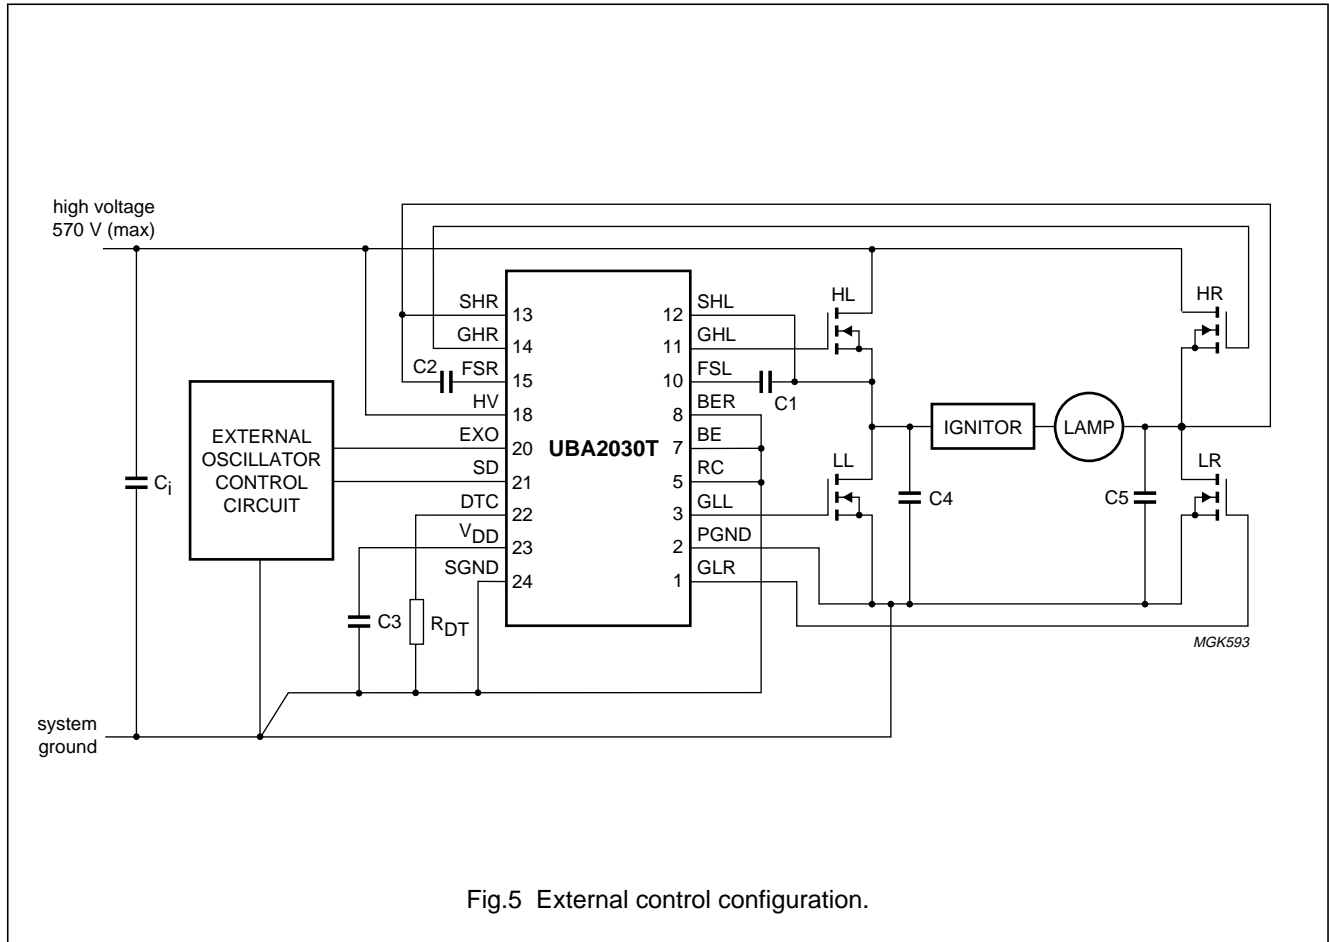 high voltage
570 V (max)
SHR
13
GHR
14
C2
FSR
15
HV
18
EXO
20
SD
21
DTC
22
VDD
23
SGND
24
UBA2030T
SHL
12
GHL
11
FSL
10
C1
BER
8
BE
7
RC
5
GLL
3
PGND
2
GLR
1
HL
HR
LL
LR
IGNITOR
LAMP
C4
C5
EXTERNAL
OSCILLATOR
CONTROL
CIRCUIT
Ci
C3
RDT
MGK593
system
ground
Fig.5 External control configuration.